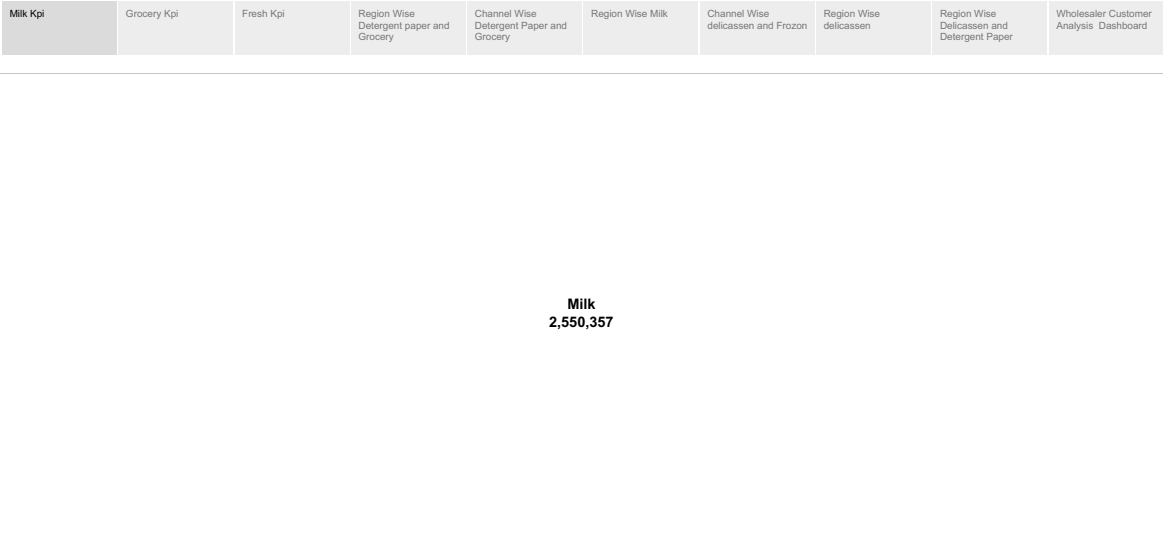 Milk Kpi
Grocery Kpi
Fresh Kpi
Region Wise
Detergent paper and
Grocery
Channel Wise
Detergent Paper and
Grocery
Region Wise Milk
Channel Wise
delicassen and Frozon
Region Wise
delicassen
Region Wise
Delicassen and
Detergent Paper
Wholesaler Customer
Analysis  Dashboard
Milk
2,550,357